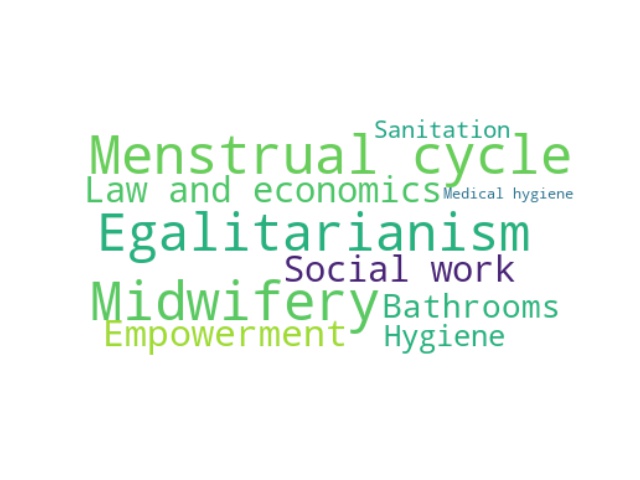 Sanitation
Menstrual cycle
Law and economics
Medical hygiene
Egalitarianism
Social work
Midwifery
Bathrooms
Empowerment
Hygiene